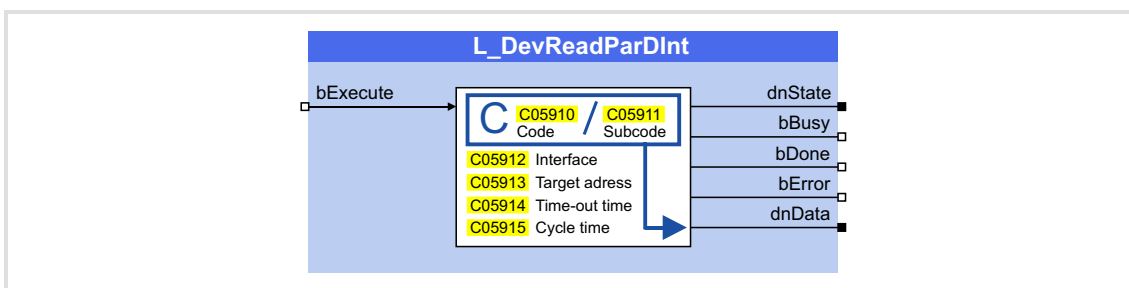 L_DevReadParDInt
bExecute
C C05910 / C05911
Code Subcode
C05912 Interface
C05913 Target adress
C05914 Time-out time
C05915 Cycle time
dnState
bBusy
bDone
bError
dnData